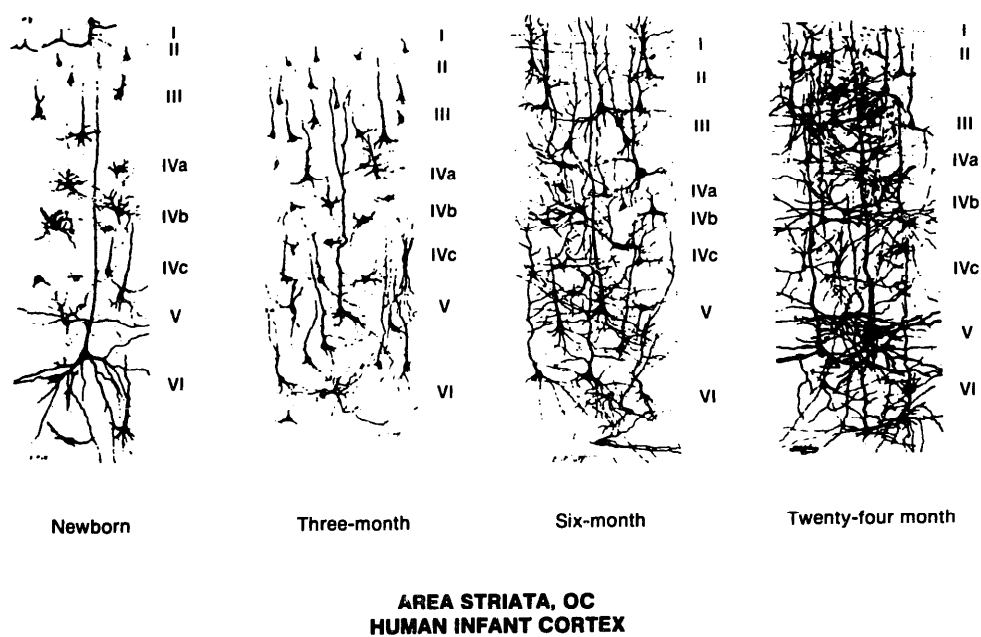 I
II
III
IVa
IVb
IVc
V
VI
I
II
III
IVa
IVb
IVc
V
VI
I
II
III
IVa
IVb
IVc
V
VI
I
II
III
IVa
IVb
IVc
V
VI
Newborn
Three-month
Six-month
Twenty-four month
AREA STRIATA, OC
HUMAN INFANT CORTEX